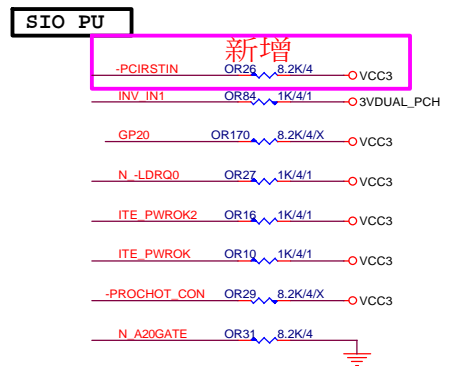 SIO PU
新增
-PCIRSTIN OR26 8.2K/4 VCC3
INV_IN1 OR84 1K/4/1 3VDUAL_PCH
GP20 OR170 8.2K/4/X VCC3
N_-LDRQ0 OR27 1K/4/1 VCC3
ITE_PWROK2 OR16 1K/4/1 VCC3
ITE_PWROK OR10 1K/4/1 VCC3
-PROCHOT_CON OR29 8.2K/4/X VCC3
N_A20GATE OR31 8.2K/4